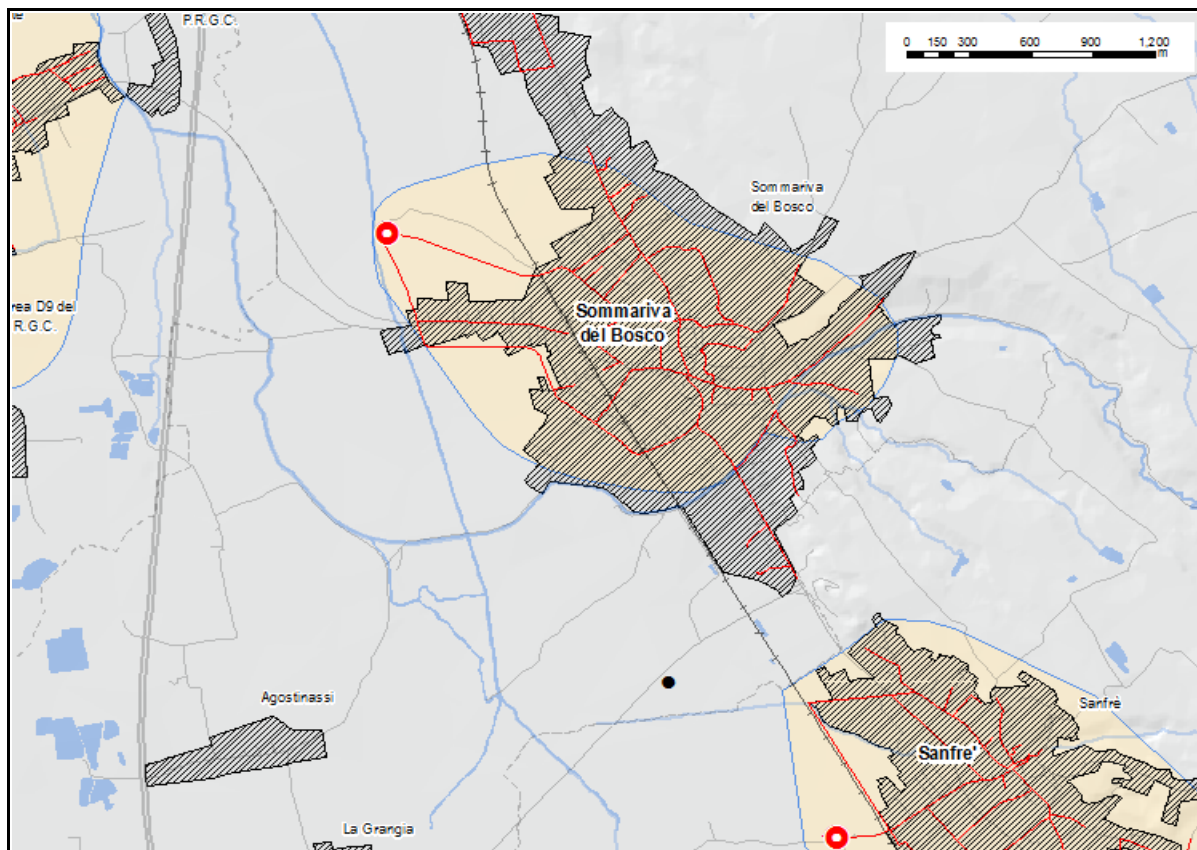 te
P.R.G.C.
0 150 300 600 900 1,200
m
Sommariva
del Bosco
Sommariva
del Bosco
rea D9 del
R.G.C.
Agostinassi
Sanfrè
Sanfre'
La Grangia